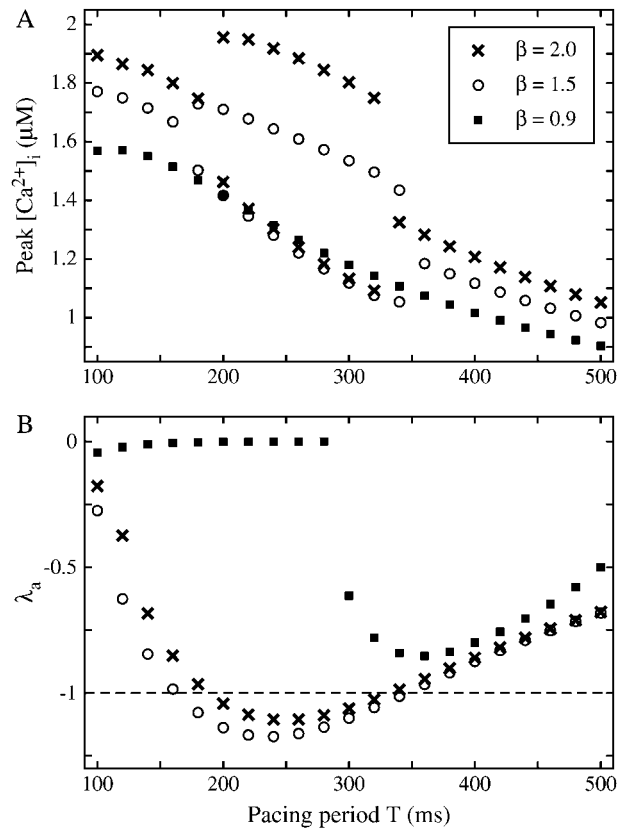 A
2
1.8
1.6
1.4
1.2
1
Peak [Ca2+]i (μM)
β = 2.0
β = 1.5
β = 0.9
100 200 300 400 500
B
0
-0.5
-1
λa
100 200 300 400 500
Pacing period T (ms)